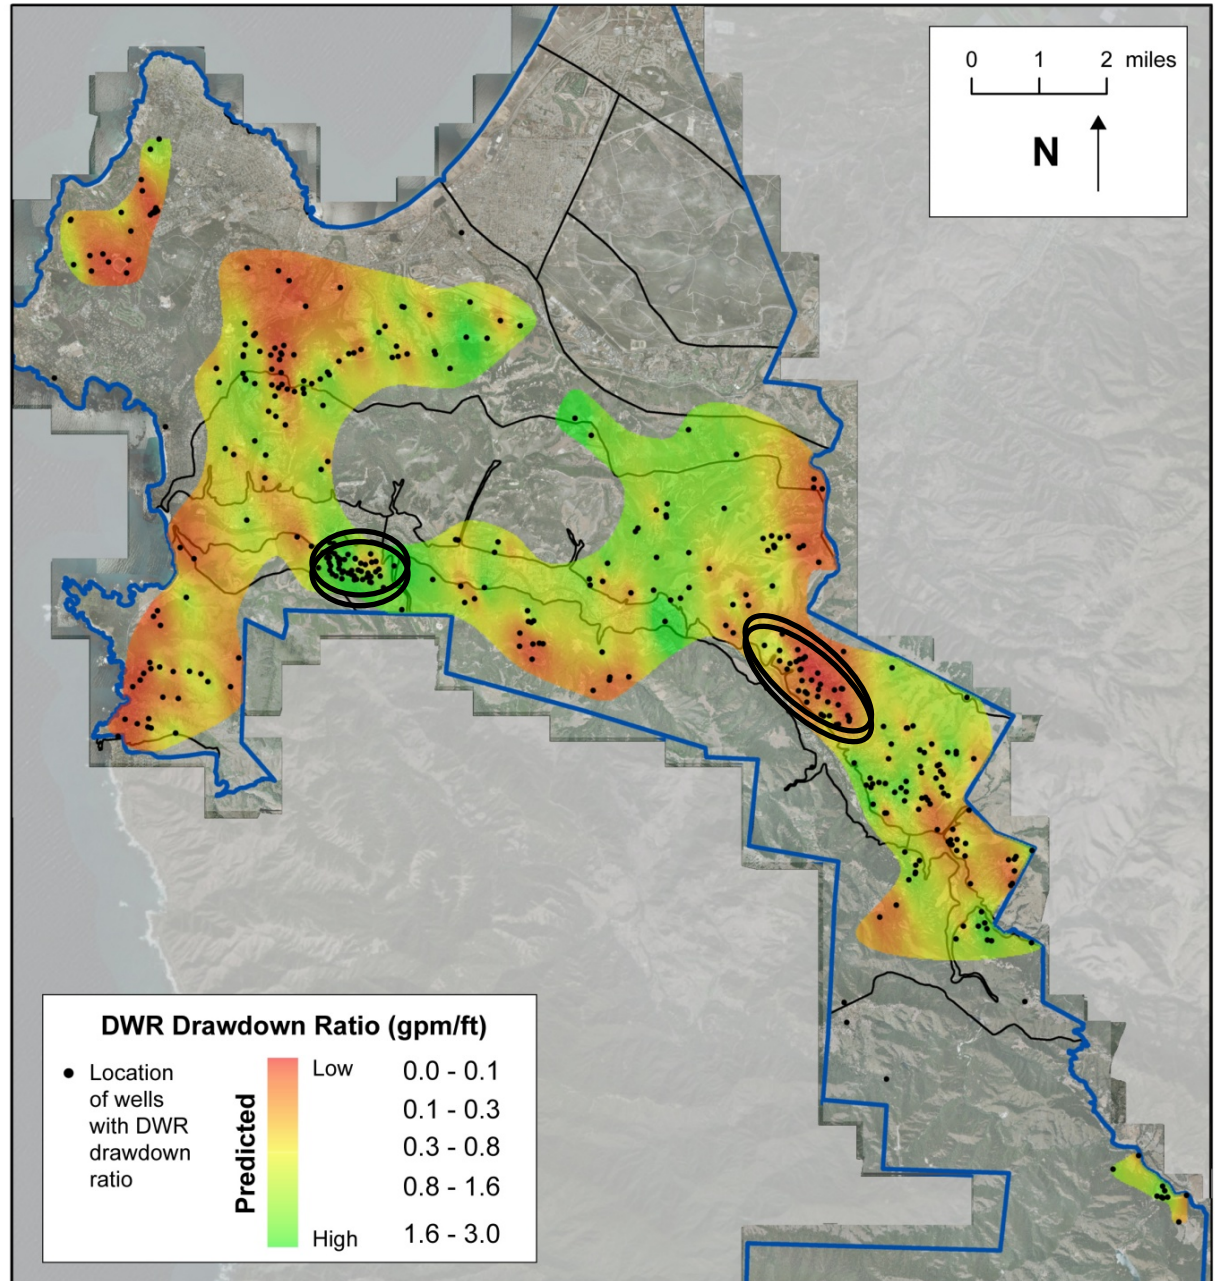 0 1 2 miles
N
DWR Drawdown Ratio (gpm/ft)
Location
of wells
with DWR
drawdown
ratio
Predicted
Low
High
0.0 - 0.1
0.1 - 0.3
0.3 - 0.8
0.8 - 1.6
1.6 - 3.0